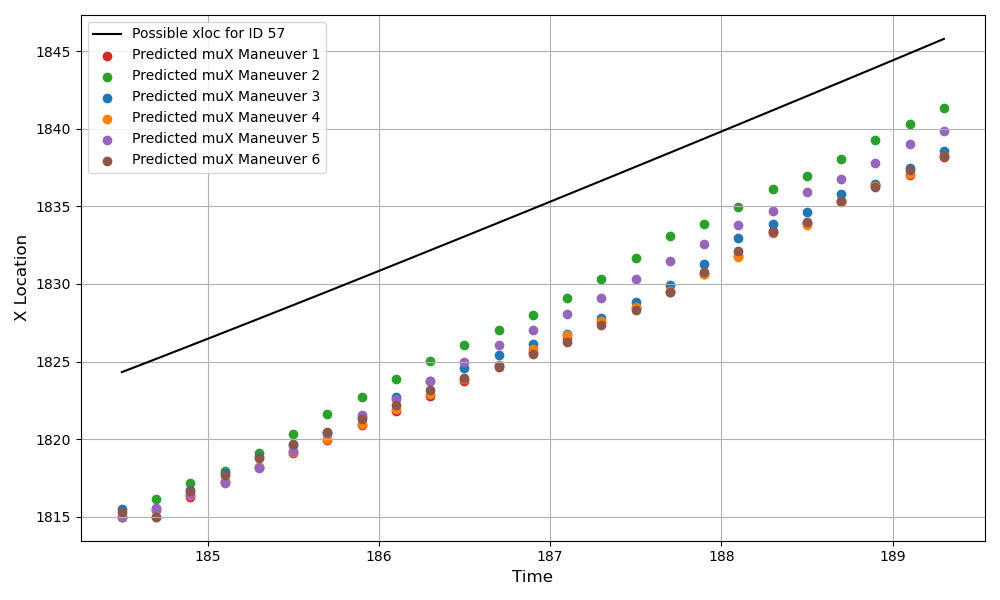 Possible xloc for ID 57
Predicted muX Maneuver 1
Predicted muX Maneuver 2
Predicted muX Maneuver 3
Predicted muX Maneuver 4
Predicted muX Maneuver 5
Predicted muX Maneuver 6
1845
1840
1835
1830
1825
1820
1815
X Location
185 186 187 188 189
Time